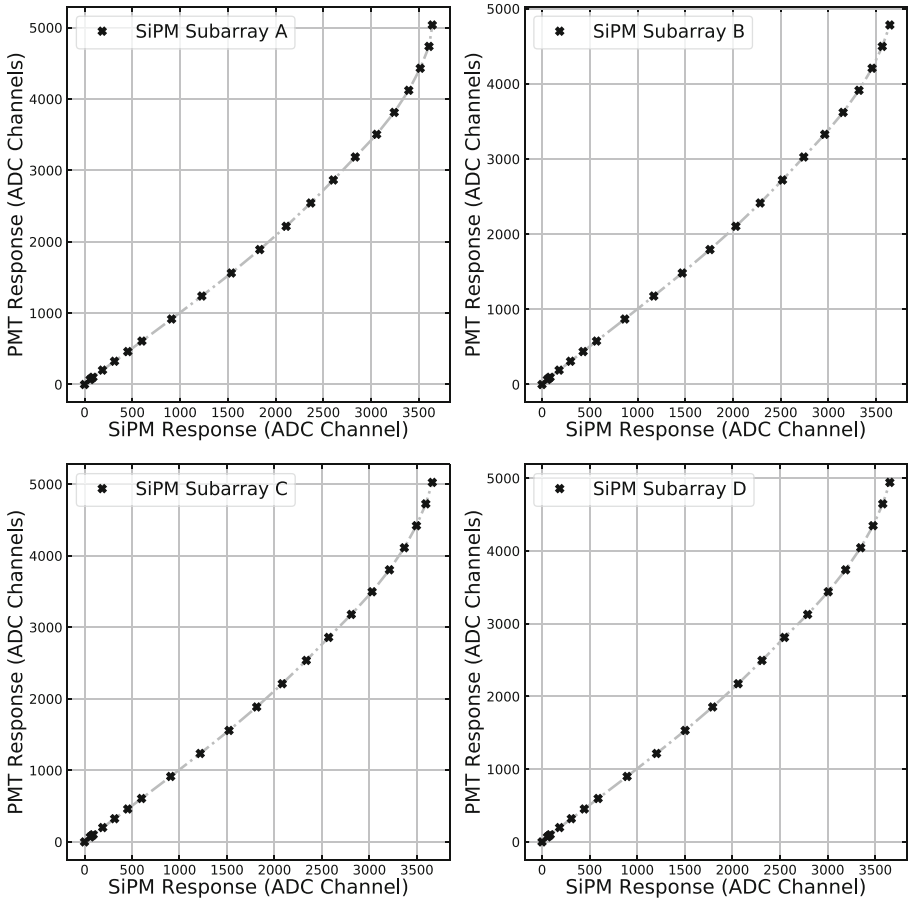 SiPM Subarray A
PMT Response (ADC Channels)
5000
4000
3000
2000
1000
0
0 500 1000 1500 2000 2500 3000 3500
SiPM Response (ADC Channel)
SiPM Subarray B
PMT Response (ADC Channels)
5000
4000
3000
2000
1000
0
0 500 1000 1500 2000 2500 3000 3500
SiPM Response (ADC Channel)
SiPM Subarray C
PMT Response (ADC Channels)
5000
4000
3000
2000
1000
0
0 500 1000 1500 2000 2500 3000 3500
SiPM Response (ADC Channel)
SiPM Subarray D
PMT Response (ADC Channels)
5000
4000
3000
2000
1000
0
0 500 1000 1500 2000 2500 3000 3500
SiPM Response (ADC Channel)